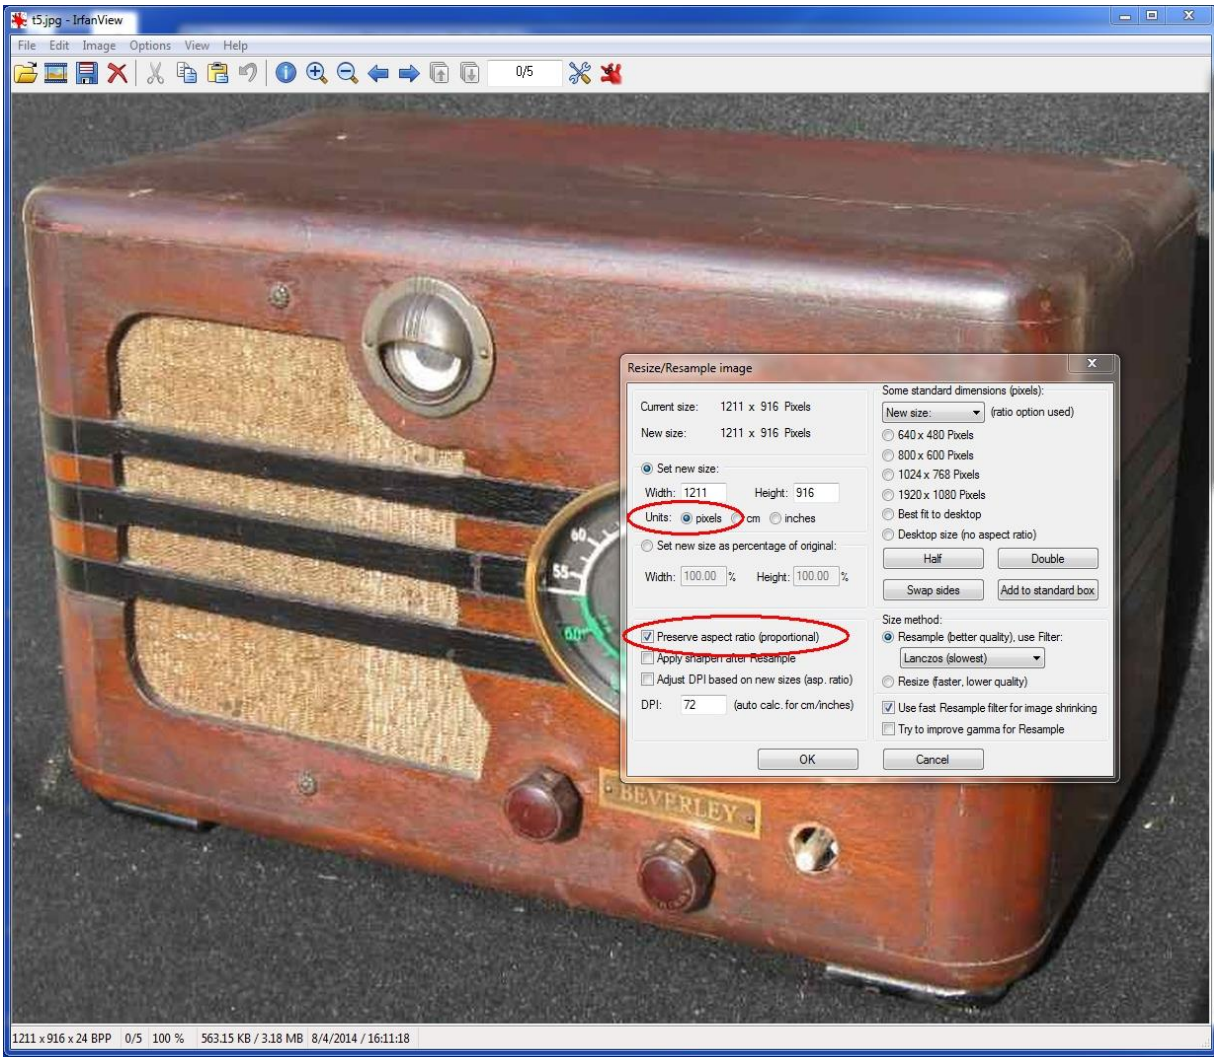 t5.jpg - IrfanView
File Edit Image Options View Help
0/5
Resize/Resample image
Current size: 1211 x 916 Pixels
New size: 1211 x 916 Pixels
Set new size:
Width: 1211 Height: 916
Units: pixels cm inches
Set new size as percentage of original:
Width: 100.00 % Height: 100.00 %
Preserve aspect ratio (proportional)
Apply sharpen after Resample
Adjust DPI based on new sizes (asp. ratio)
DPI: 72 (auto calc. for cm/inches)
Some standard dimensions (pixels):
New size: (ratio option used)
640 x 480 Pixels
800 x 600 Pixels
1024 x 768 Pixels
1920 x 1080 Pixels
Best fit to desktop
Desktop size (no aspect ratio)
Half Double
Swap sides Add to standard box
Size method:
Resample (better quality), use Filter:
Lanczos (slowest)
Resize (faster, lower quality)
Use fast Resample filter for image shrinking
Try to improve gamma for Resample
OK Cancel
60
55
60
BEVERLEY
1211 x 916 x 24 BPP 0/5 100 % 563.15 KB / 3.18 MB 8/4/2014 / 16:11:18